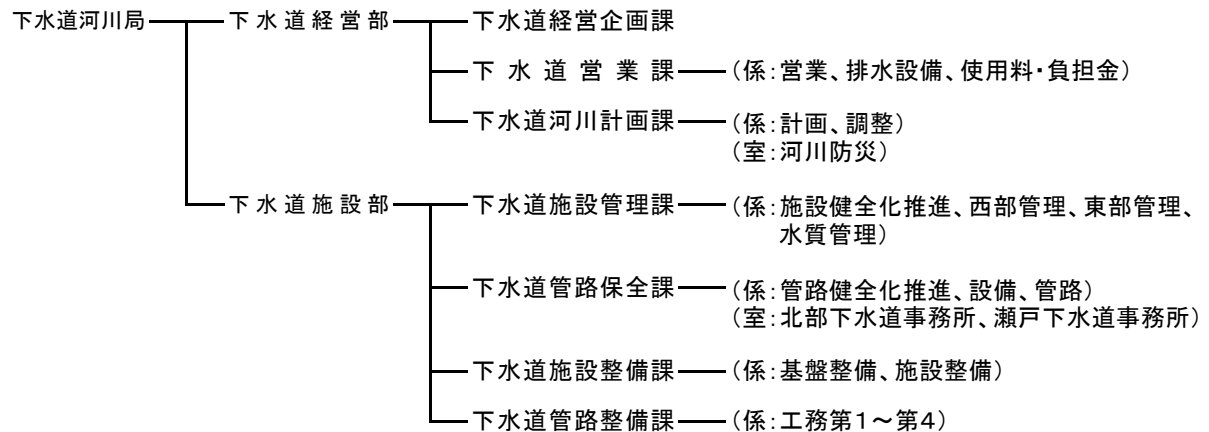 下水道河川局 下水道経営部 下水道経営企画課
下水道営業課 (係:営業、排水設備、使用料・負担金)
下水道河川計画課 (係:計画、調整)
(室:河川防災)
下水道施設部 下水道施設管理課 (係:施設健全化推進、西部管理、東部管理、
水質管理)
下水道管路保全課 (係:管路健全化推進、設備、管路)
(室:北部下水道事務所、瀬戸下水道事務所)
下水道施設整備課 (係:基盤整備、施設整備)
下水道管路整備課 (係:工務第1~第4)